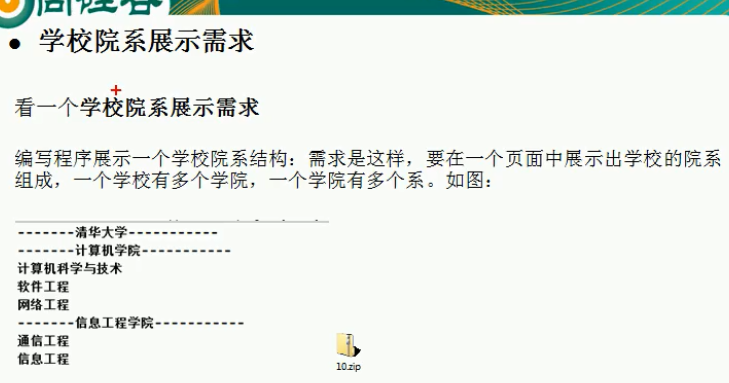 尚硅谷
● 学校院系展示需求
看一个学校院系展示需求
编写程序展示一个学校院系结构：需求是这样，要在一个页面中展示出学校的院系
组成，一个学校有多个学院，一个学院有多个系。如图：
-------清华大学-----------
-------计算机学院-----------
计算机科学与技术
软件工程
网络工程
-------信息工程学院-----------
通信工程
信息工程
10.zip